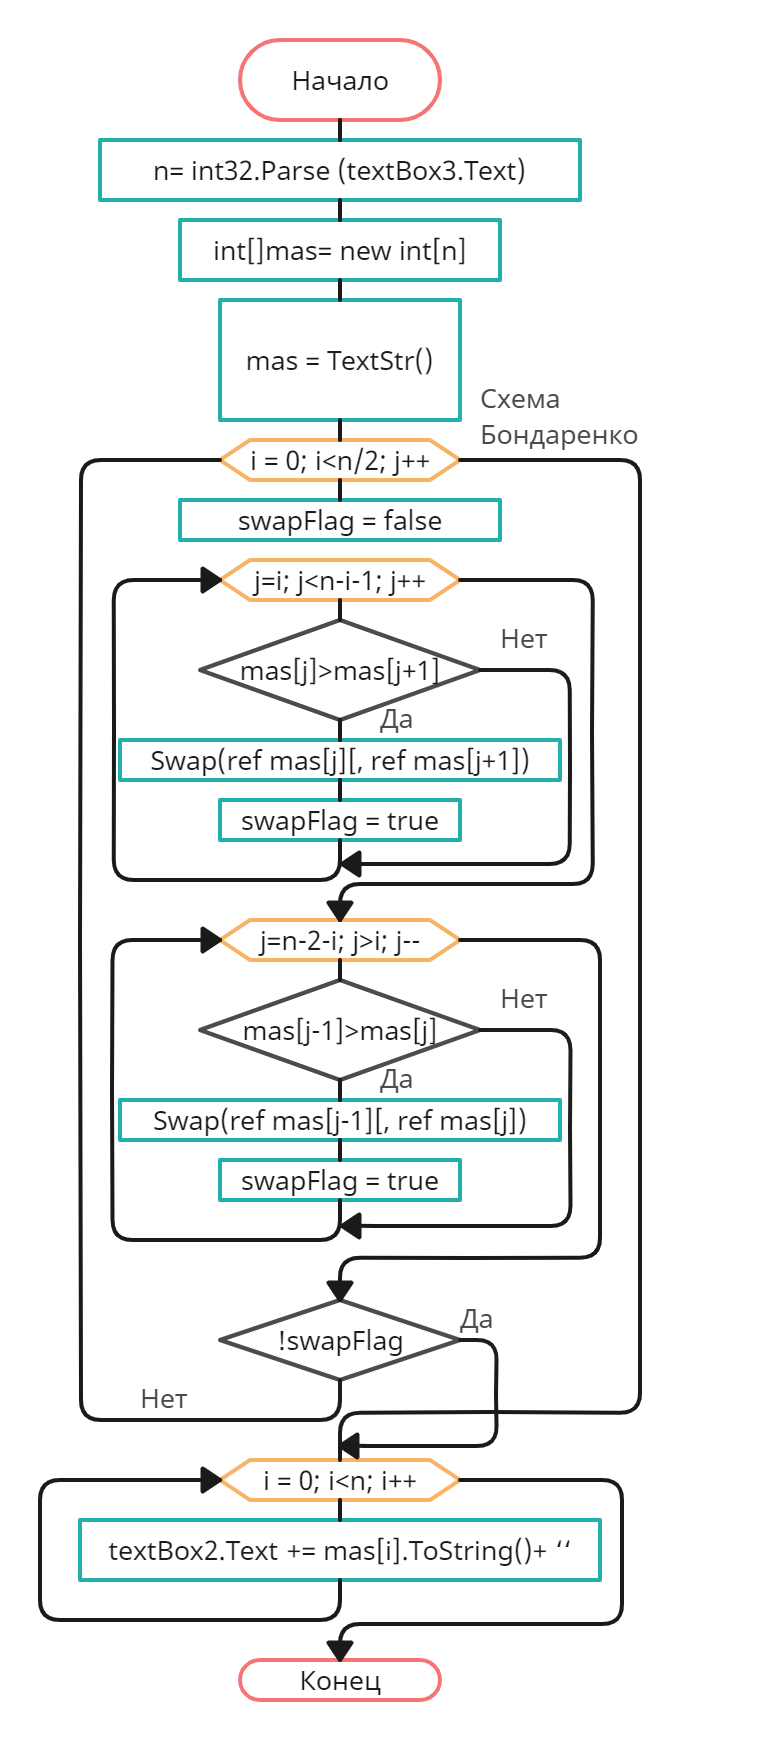 Начало
n= int32.Parse (textBox3.Text)
int[]mas= new int[n]
mas = TextStr()
Схема
Бондаренко
i = 0; i<n/2; j++
swapFlag = false
j=i; j<n-i-1; j++
Нет
mas[j]>mas[j+1]
Да
Swap(ref mas[j][, ref mas[j+1])
swapFlag = true
j=n-2-i; j>i; j--
Нет
mas[j-1]>mas[j]
Да
Swap(ref mas[j-1][, ref mas[j])
swapFlag = true
Да
!swapFlag
Нет
i = 0; i<n; i++
textBox2.Text += mas[i].ToString()+ ‘‘
Конец